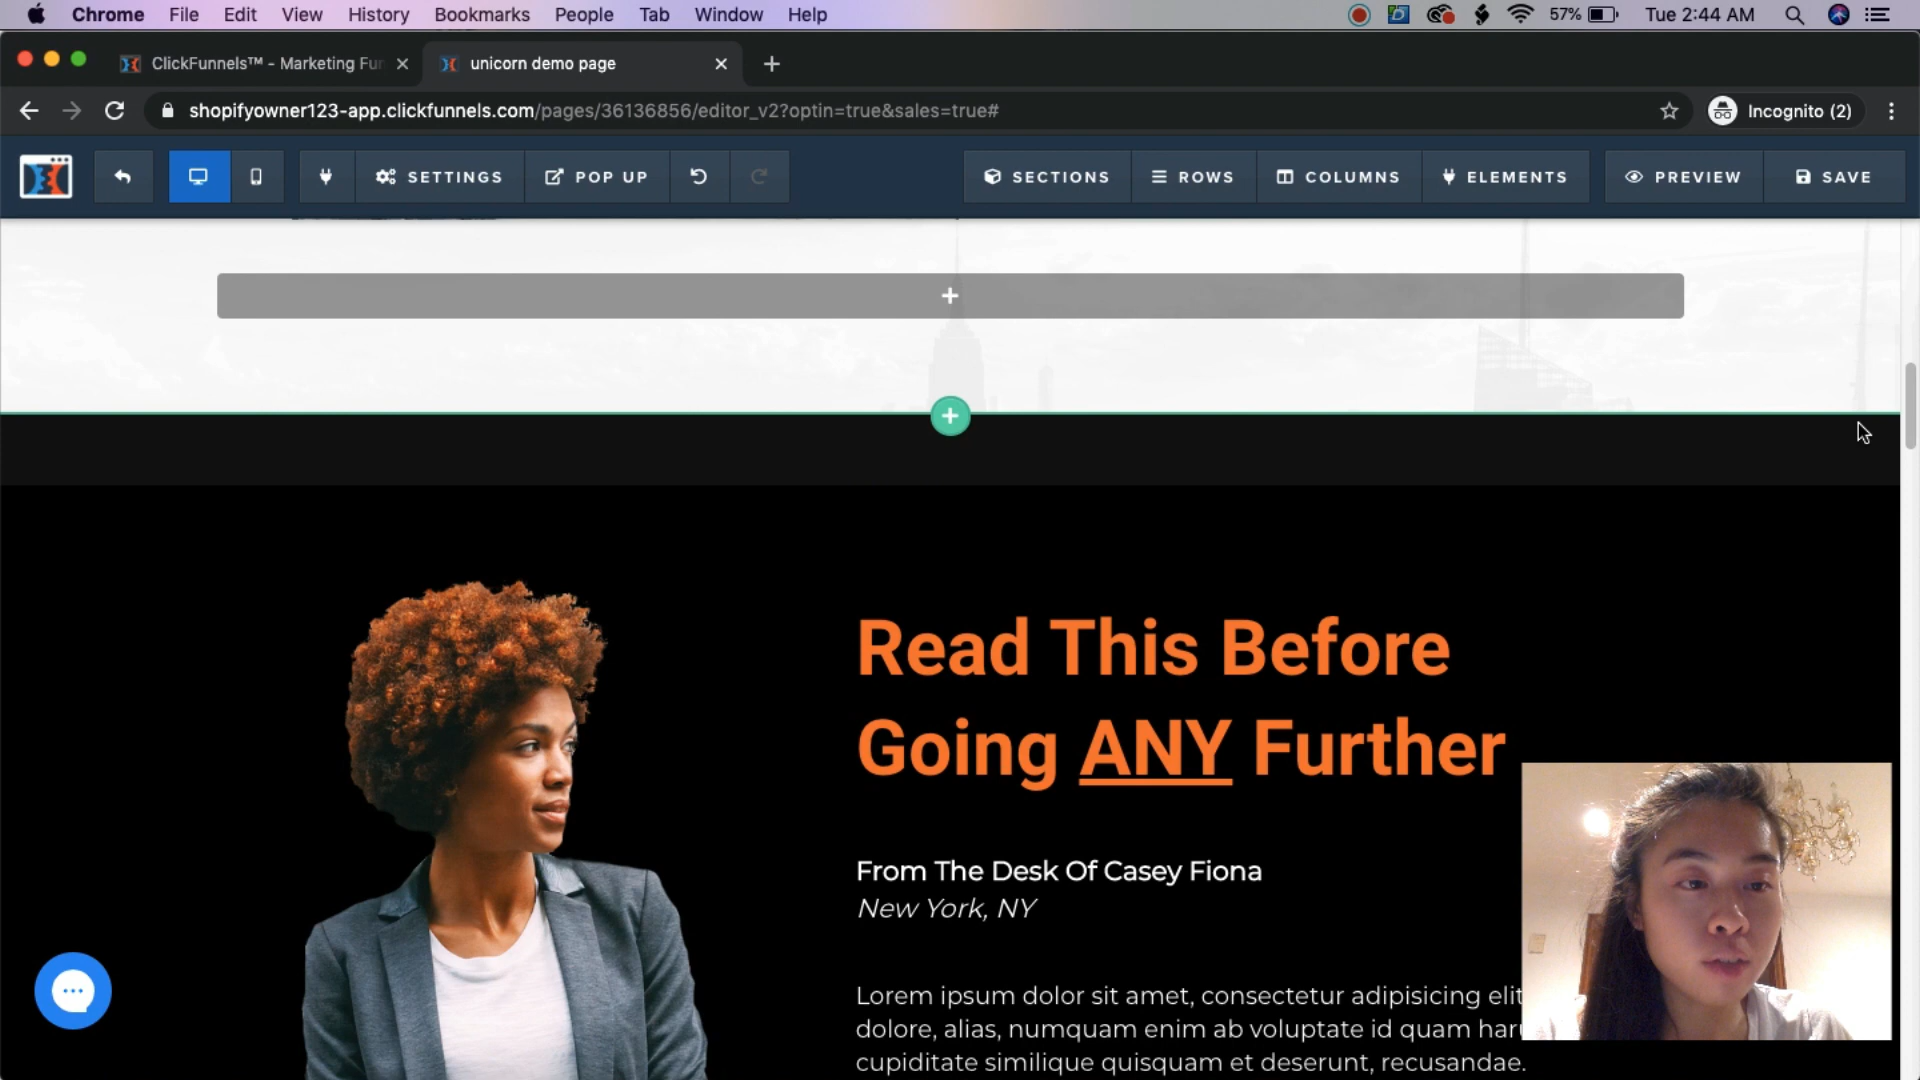 Chrome File Edit View History Bookmarks People Tab Window Help 57% Tue 2:44 AM
ClickFunnels™ - Marketing Fun unicorn demo page
shopifyowner123-app.clickfunnels.com/pages/36136856/editor_v2?optin=true&sales=true# Incognito (2)
SETTINGS POP UP SECTIONS ROWS COLUMNS ELEMENTS PREVIEW SAVE
Read This Before
Going ANY Further
From The Desk Of Casey Fiona
New York, NY
Lorem ipsum dolor sit amet, consectetur adipisicing elit
dolore, alias, numquam enim ab voluptate id quam har
cupiditate similique quisquam et deserunt, recusandae.